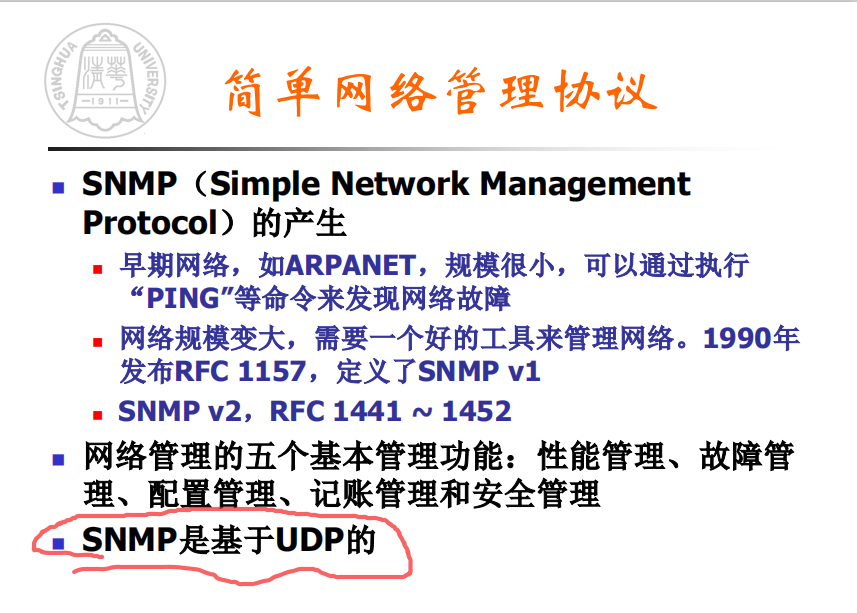 TSINGHUA UNIVERSITY
清华
1911
简单网络管理协议
SNMP（Simple Network Management
Protocol）的产生
早期网络，如ARPANET，规模很小，可以通过执行
“PING”等命令来发现网络故障
网络规模变大，需要一个好的工具来管理网络。1990年
发布RFC 1157，定义了SNMP v1
SNMP v2，RFC 1441 ~ 1452
网络管理的五个基本管理功能：性能管理、故障管
理、配置管理、记账管理和安全管理
SNMP是基于UDP的